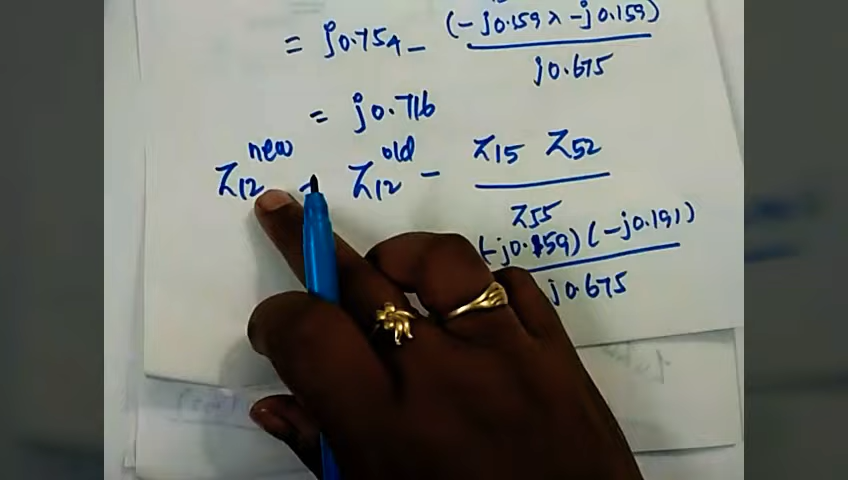 = j0.754 - (-j0.159 x -j0.159)
j0.675
= j0.716
Z12 new = Z12 old - Z15 Z52
Z55
(-j0.159) (-j0.191)
j0.675